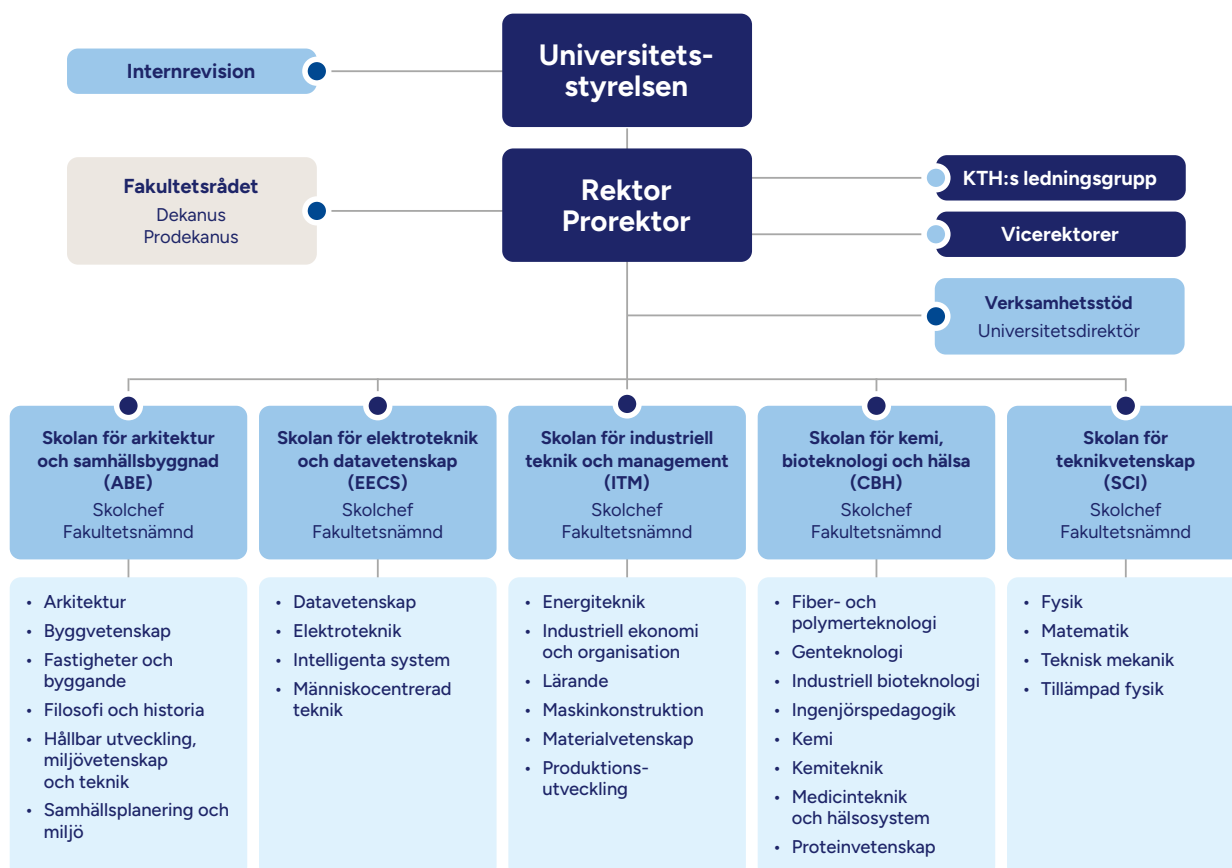 Internrevision
Universitets-
styrelsen
Fakultetsrådet
Dekanus
Prodekanus
Rektor
Prorektor
KTH:s ledningsgrupp
Vicerektorer
Verksamhetsstöd
Universitetsdirektör
Skolan för arkitektur
och samhällsbyggnad
(ABE)
Skolchef
Fakultetsnämnd
Skolan för elektroteknik
och datavetenskap
(EECS)
Skolchef
Fakultetsnämnd
Skolan för industriell
teknik och management
(ITM)
Skolchef
Fakultetsnämnd
Skolan för kemi,
bioteknologi och hälsa
(CBH)
Skolchef
Fakultetsnämnd
Skolan för
teknikvetenskap
(SCI)
Skolchef
Fakultetsnämnd
• Arkitektur
• Byggvetenskap
• Fastigheter och
byggande
• Filosofi och historia
• Hållbar utveckling,
miljövetenskap
och teknik
• Samhällsplanering och
miljö
• Datavetenskap
• Elektroteknik
• Intelligenta system
• Människocentrerad
teknik
• Energiteknik
• Industriell ekonomi
och organisation
• Lärande
• Maskinkonstruktion
• Materialvetenskap
• Produktions-
utveckling
• Fiber- och
polymerteknologi
• Genteknologi
• Industriell bioteknologi
• Ingenjörspedagogik
• Kemi
• Kemiteknik
• Medicinteknik
och hälsosystem
• Proteinvetenskap
• Fysik
• Matematik
• Teknisk mekanik
• Tillämpad fysik